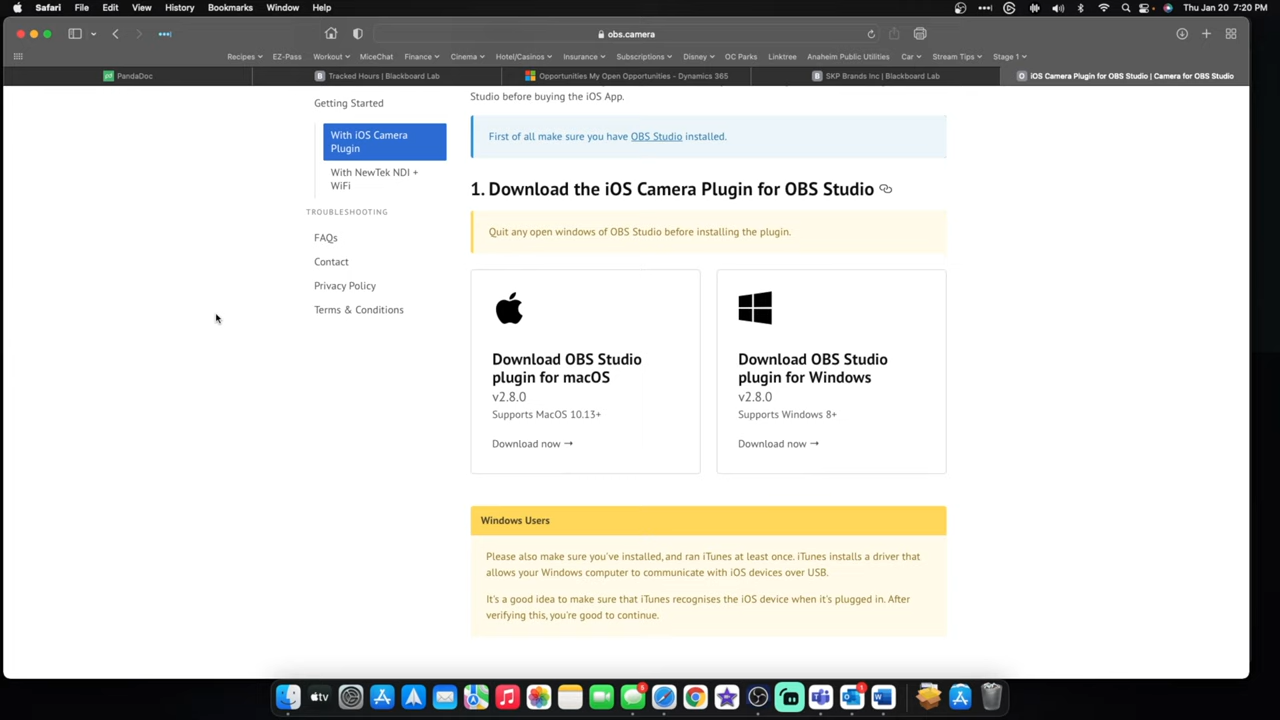 Safari File Edit View History Bookmarks Window Help Thu Jan 20 7:20 PM
obs.camera
Recipes EZ-Pass Workout MiceChat Finance Cinema Hotel/Casinos Insurance Subscriptions Disney OC Parks Linktree Anaheim Public Utilities Car Stream Tips Stage 1
PandaDoc Tracked Hours | Blackboard Lab Opportunities My Open Opportunities - Dynamics 365 SKP Brands Inc | Blackboard Lab iOS Camera Plugin for OBS Studio | Camera for OBS Studio
Getting Started
With iOS Camera
Plugin
With NewTek NDI +
WiFi
TROUBLESHOOTING
FAQs
Contact
Privacy Policy
Terms & Conditions
Studio before buying the iOS App.
First of all make sure you have OBS Studio installed.
1. Download the iOS Camera Plugin for OBS Studio
Quit any open windows of OBS Studio before installing the plugin.
Download OBS Studio
plugin for macOS
v2.8.0
Supports MacOS 10.13+
Download now →
Download OBS Studio
plugin for Windows
v2.8.0
Supports Windows 8+
Download now →
Windows Users
Please also make sure you've installed, and ran iTunes at least once. iTunes installs a driver that
allows your Windows computer to communicate with iOS devices over USB.
It's a good idea to make sure that iTunes recognises the iOS device when it's plugged in. After
verifying this, you're good to continue.
tv